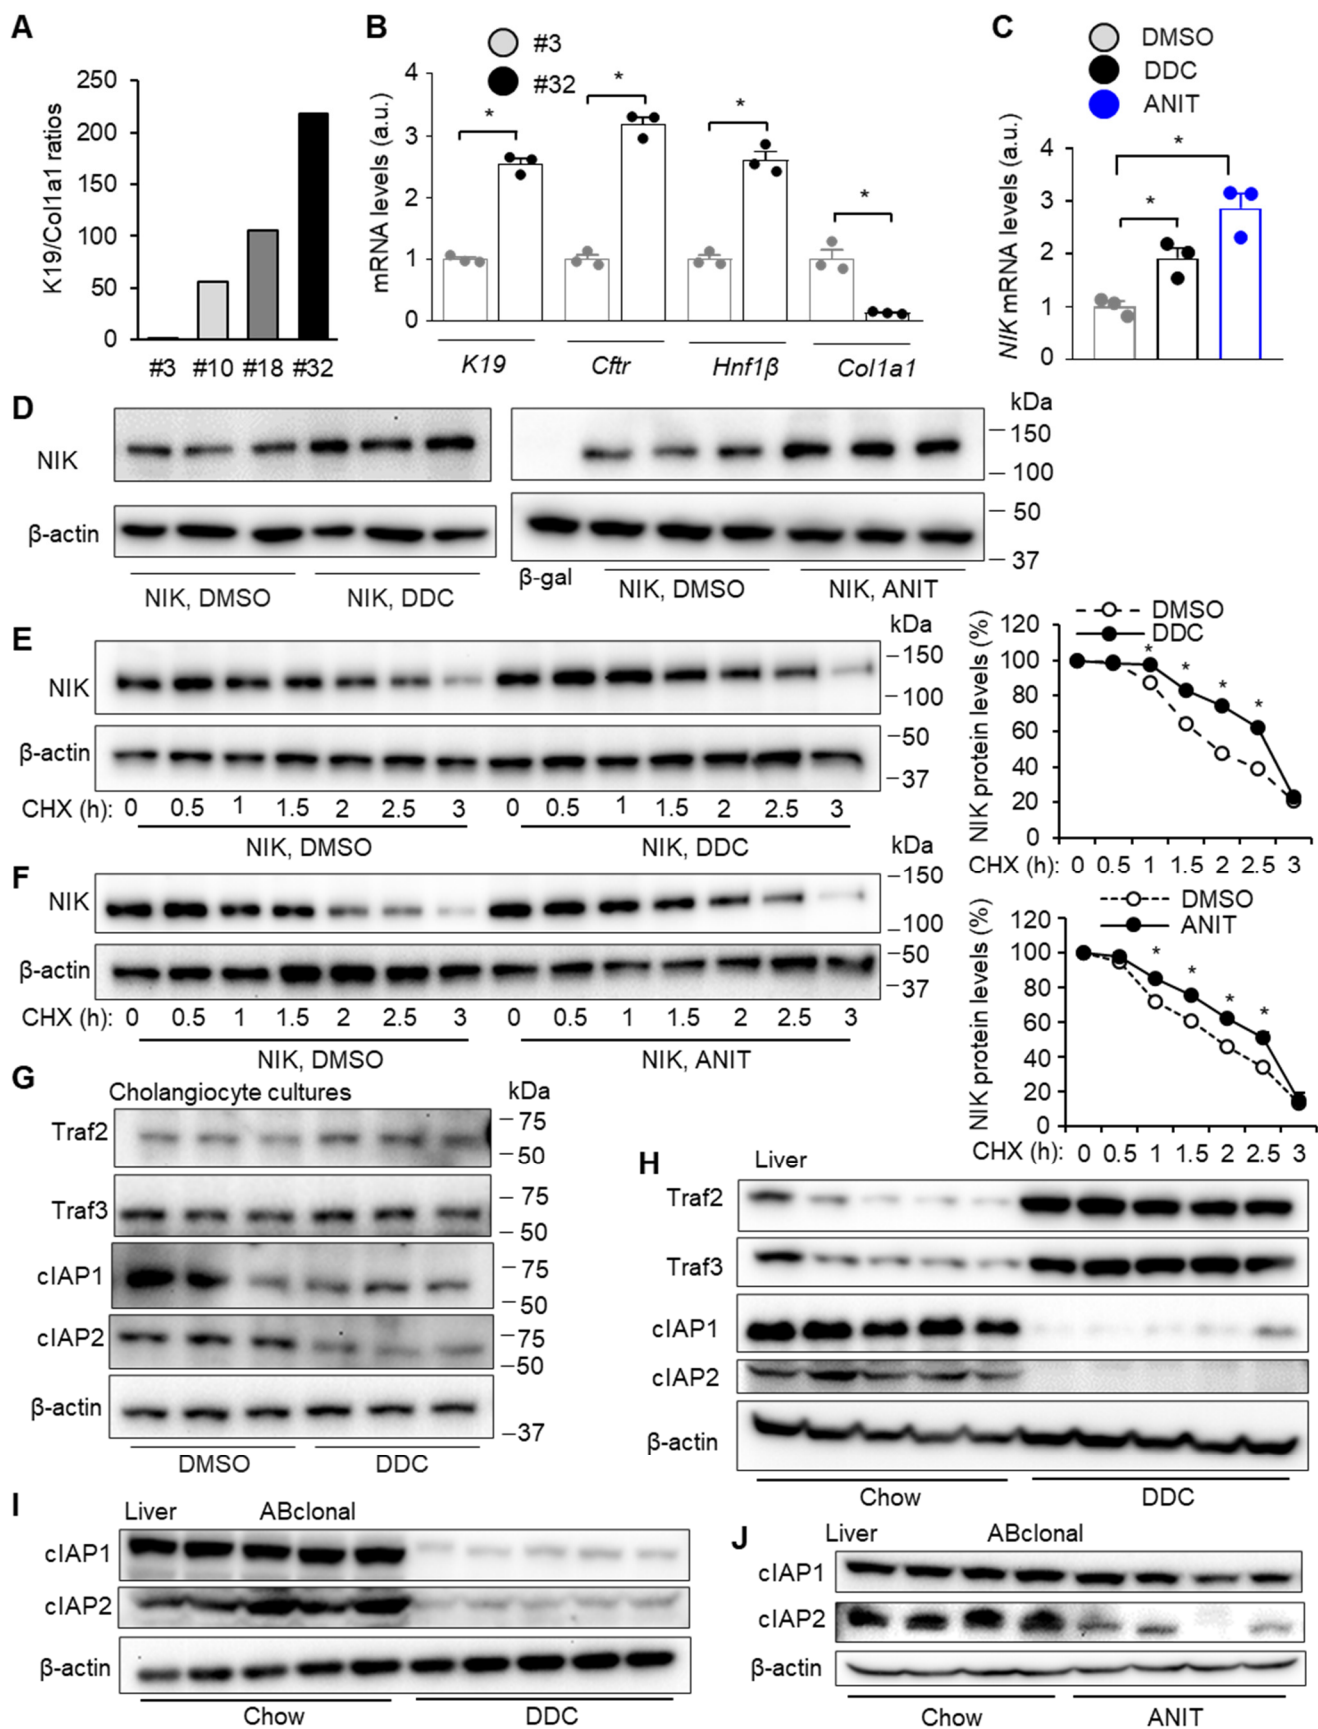 A
K19/Col1a1 ratios
250
200
150
100
50
0
#3 #10 #18 #32
B
#3
#32
mRNA levels (a.u.)
4
3
2
1
0
* * * *
K19 Cftr Hnf1β Col1a1
C
DMSO
DDC
ANIT
NIK mRNA levels (a.u.)
4
3
2
1
0
* *
D
kDa
NIK
150
100
β-actin
50
37
NIK, DMSO NIK, DDC β-gal NIK, DMSO NIK, ANIT
E
kDa
NIK
150
100
β-actin
50
37
CHX (h): 0 0.5 1 1.5 2 2.5 3 0 0.5 1 1.5 2 2.5 3
NIK, DMSO NIK, DDC
DMSO
DDC
NIK protein levels (%)
120
100
80
60
40
20
0
* * * *
CHX (h): 0 0.5 1 1.5 2 2.5 3
F
kDa
NIK
150
100
β-actin
50
37
CHX (h): 0 0.5 1 1.5 2 2.5 3 0 0.5 1 1.5 2 2.5 3
NIK, DMSO NIK, ANIT
DMSO
ANIT
NIK protein levels (%)
120
100
80
60
40
20
0
* * * *
CHX (h): 0 0.5 1 1.5 2 2.5 3
G
Cholangiocyte cultures kDa
Traf2
75
50
Traf3
75
50
cIAP1
75
50
cIAP2
75
50
β-actin
37
DMSO DDC
H
Liver
Traf2
Traf3
cIAP1
cIAP2
β-actin
Chow DDC
I
Liver ABclonal
cIAP1
cIAP2
β-actin
Chow DDC
J
Liver ABclonal
cIAP1
cIAP2
β-actin
Chow ANIT